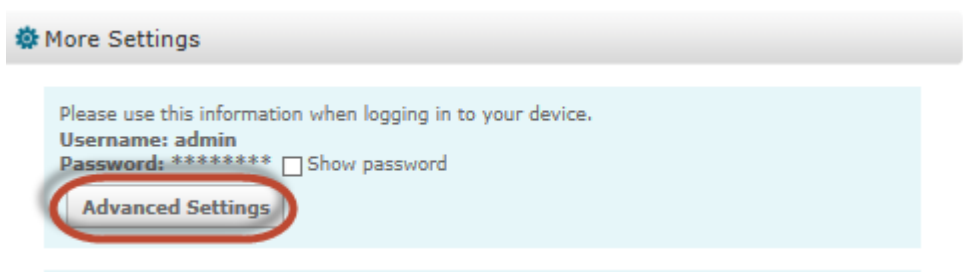 More Settings
Please use this information when logging in to your device.
Username: admin
Password: ******** Show password
Advanced Settings